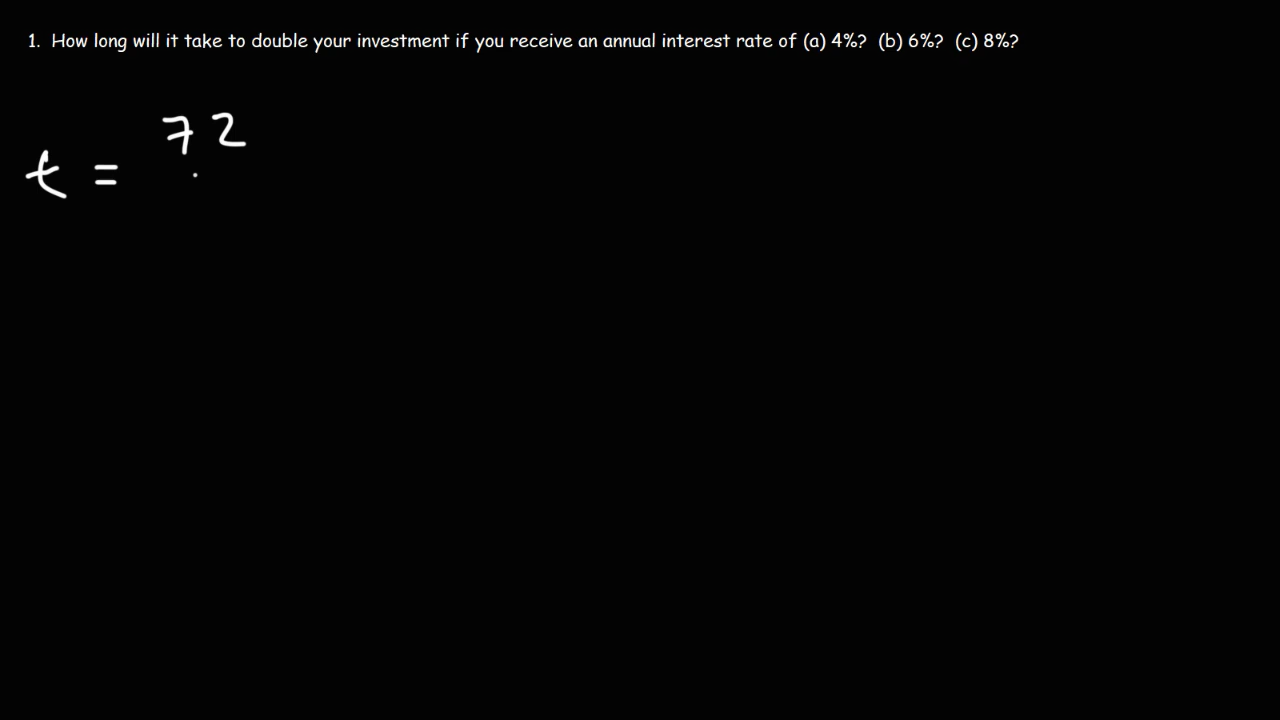 1. How long will it take to double your investment if you receive an annual interest rate of (a) 4%? (b) 6%? (c) 8%?
72
t =